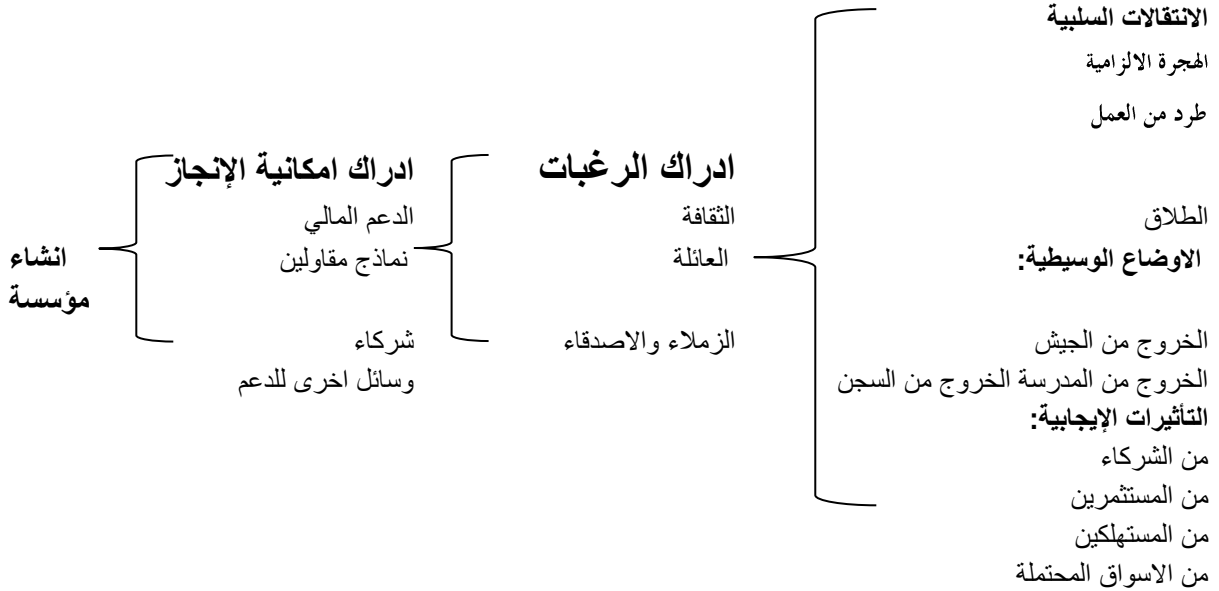 الانتقالات السلبية
الهجرة الالزامية
طرد من العمل
الطلاق
الاوضاع الوسيطية:
الخروج من الجيش
الخروج من المدرسة الخروج من السجن
التأثيرات الإيجابية:
من الشركاء
من المستثمرين
من المستهلكين
من الاسواق المحتملة
ادراك الرغبات
الثقافة
العائلة
الزملاء والاصدقاء
ادراك امكانية الإنجاز
الدعم المالي
نماذج مقاولين
شركاء
وسائل اخرى للدعم
انشاء
مؤسسة